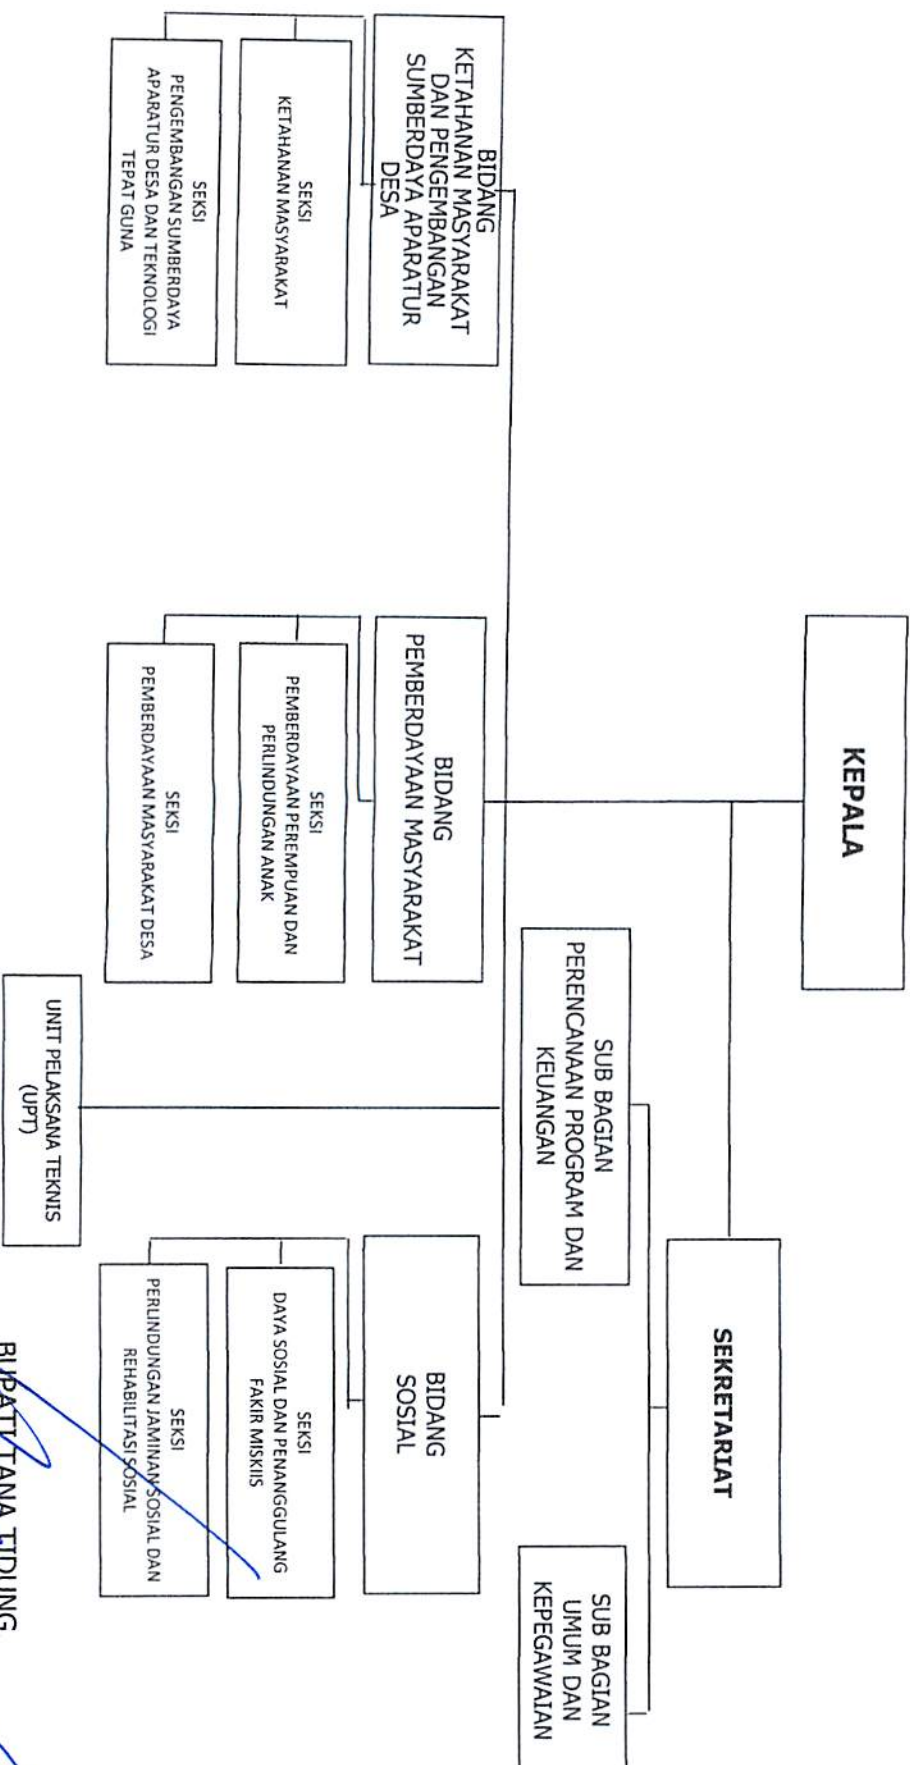 KEPALA
SEKRETARIAT
SUB BAGIAN
PERENCANAAN PROGRAM DAN
KEUANGAN
SUB BAGIAN
UMUM DAN
KEPEGAWAIAN
BIDANG
KETAHANAN MASYARAKAT
DAN PENGEMBANGAN
SUMBERDAYA APARATUR
DESA
SEKSI
KETAHANAN MASYARAKAT
SEKSI
PENGEMBANGAN SUMBERDAYA
APARATUR DESA DAN TEKNOLOGI
TEPAT GUNA
BIDANG
PEMBERDAYAAN MASYARAKAT
SEKSI
PEMBERDAYAAN PEREMPUAN DAN
PERLINDUNGAN ANAK
SEKSI
PEMBERDAYAAN MASYARAKAT DESA
BIDANG
SOSIAL
SEKSI
DAYA SOSIAL DAN PENANGGULANG
FAKIR MISKIIS
SEKSI
PERLINDUNGAN JAMINAN SOSIAL DAN
REHABILITASI SOSIAL
UNIT PELAKSANA TEKNIS
(UPT)
BUPATI TANA TIDUNG